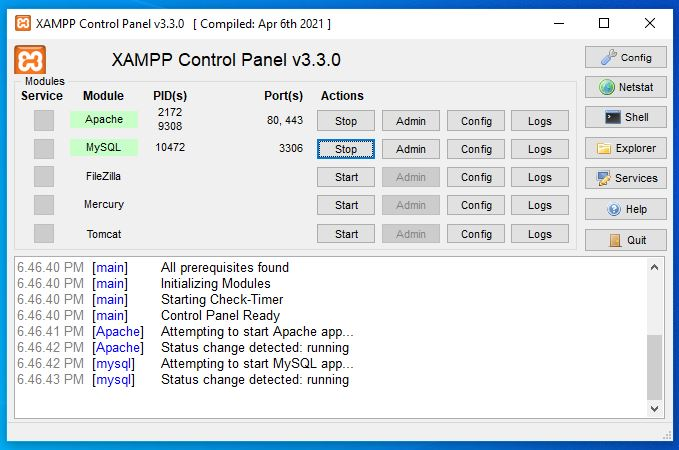 XAMPP Control Panel v3.3.0 [ Compiled: Apr 6th 2021 ]
XAMPP Control Panel v3.3.0
Config
Modules
Service Module PID(s) Port(s) Actions
Netstat
Apache 2172 9308 80, 443 Stop Admin Config Logs
Shell
MySQL 10472 3306 Stop Admin Config Logs
Explorer
FileZilla Start Admin Config Logs
Services
Mercury Start Admin Config Logs
Help
Tomcat Start Admin Config Logs
Quit
6.46.40 PM [main] All prerequisites found
6.46.40 PM [main] Initializing Modules
6.46.40 PM [main] Starting Check-Timer
6.46.40 PM [main] Control Panel Ready
6.46.41 PM [Apache] Attempting to start Apache app...
6.46.42 PM [Apache] Status change detected: running
6.46.42 PM [mysql] Attempting to start MySQL app...
6.46.43 PM [mysql] Status change detected: running